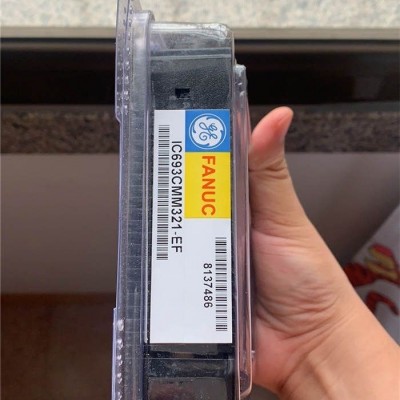 GE
FANUC
IC693CMM321-EF
8137486